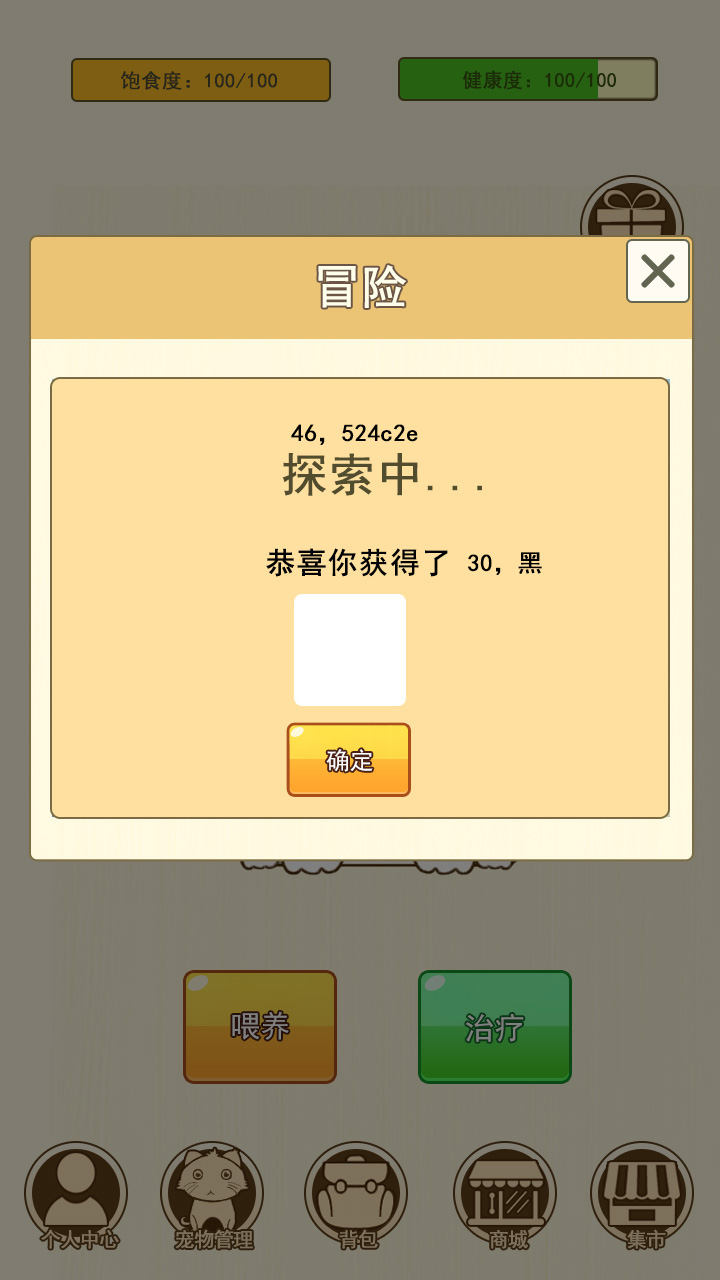 饱食度：100/100
健康度：100/100
冒险
46，524c2e
探索中...
恭喜你获得了 30，黑
确定
喂养
治疗
个人中心
宠物管理
背包
商城
集市